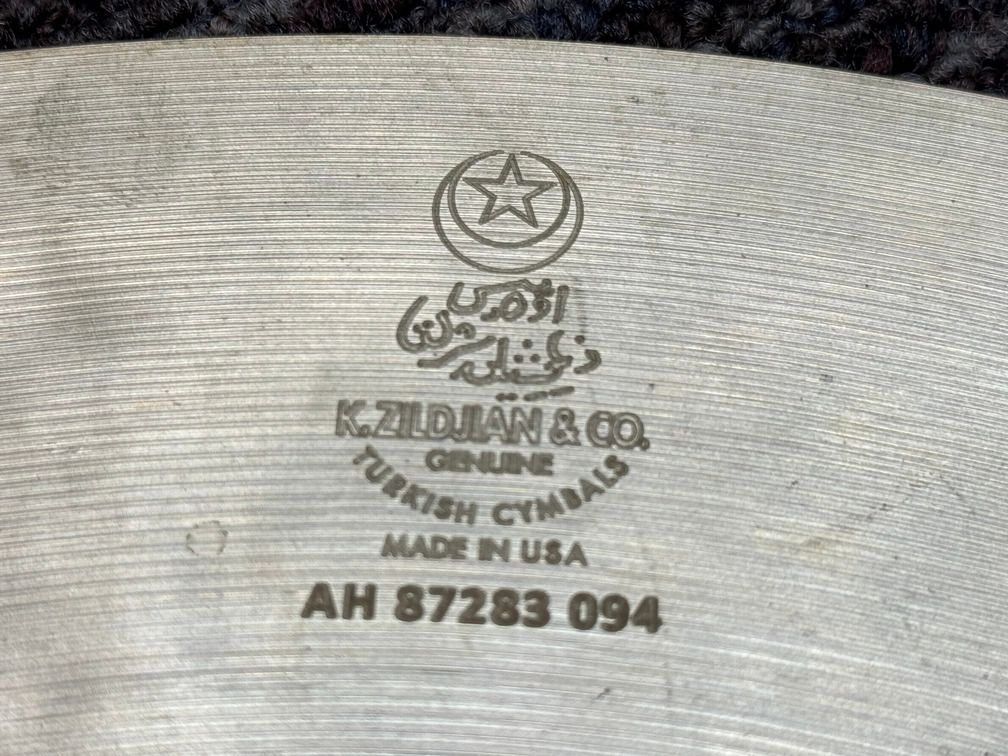 K. ZILDJIAN & CO.
GENUINE
TURKISH CYMBALS
MADE IN USA
AH 87283 094